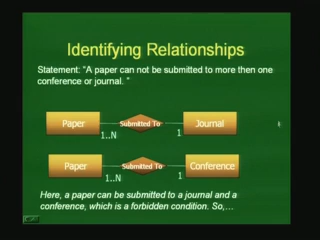 Identifying Relationships
Statement: “A paper can not be submitted to more then one
conference or journal. ”
Paper Submitted To Journal
1..N 1
Paper Submitted To Conference
1..N 1
Here, a paper can be submitted to a journal and a
conference, which is a forbidden condition. So,…